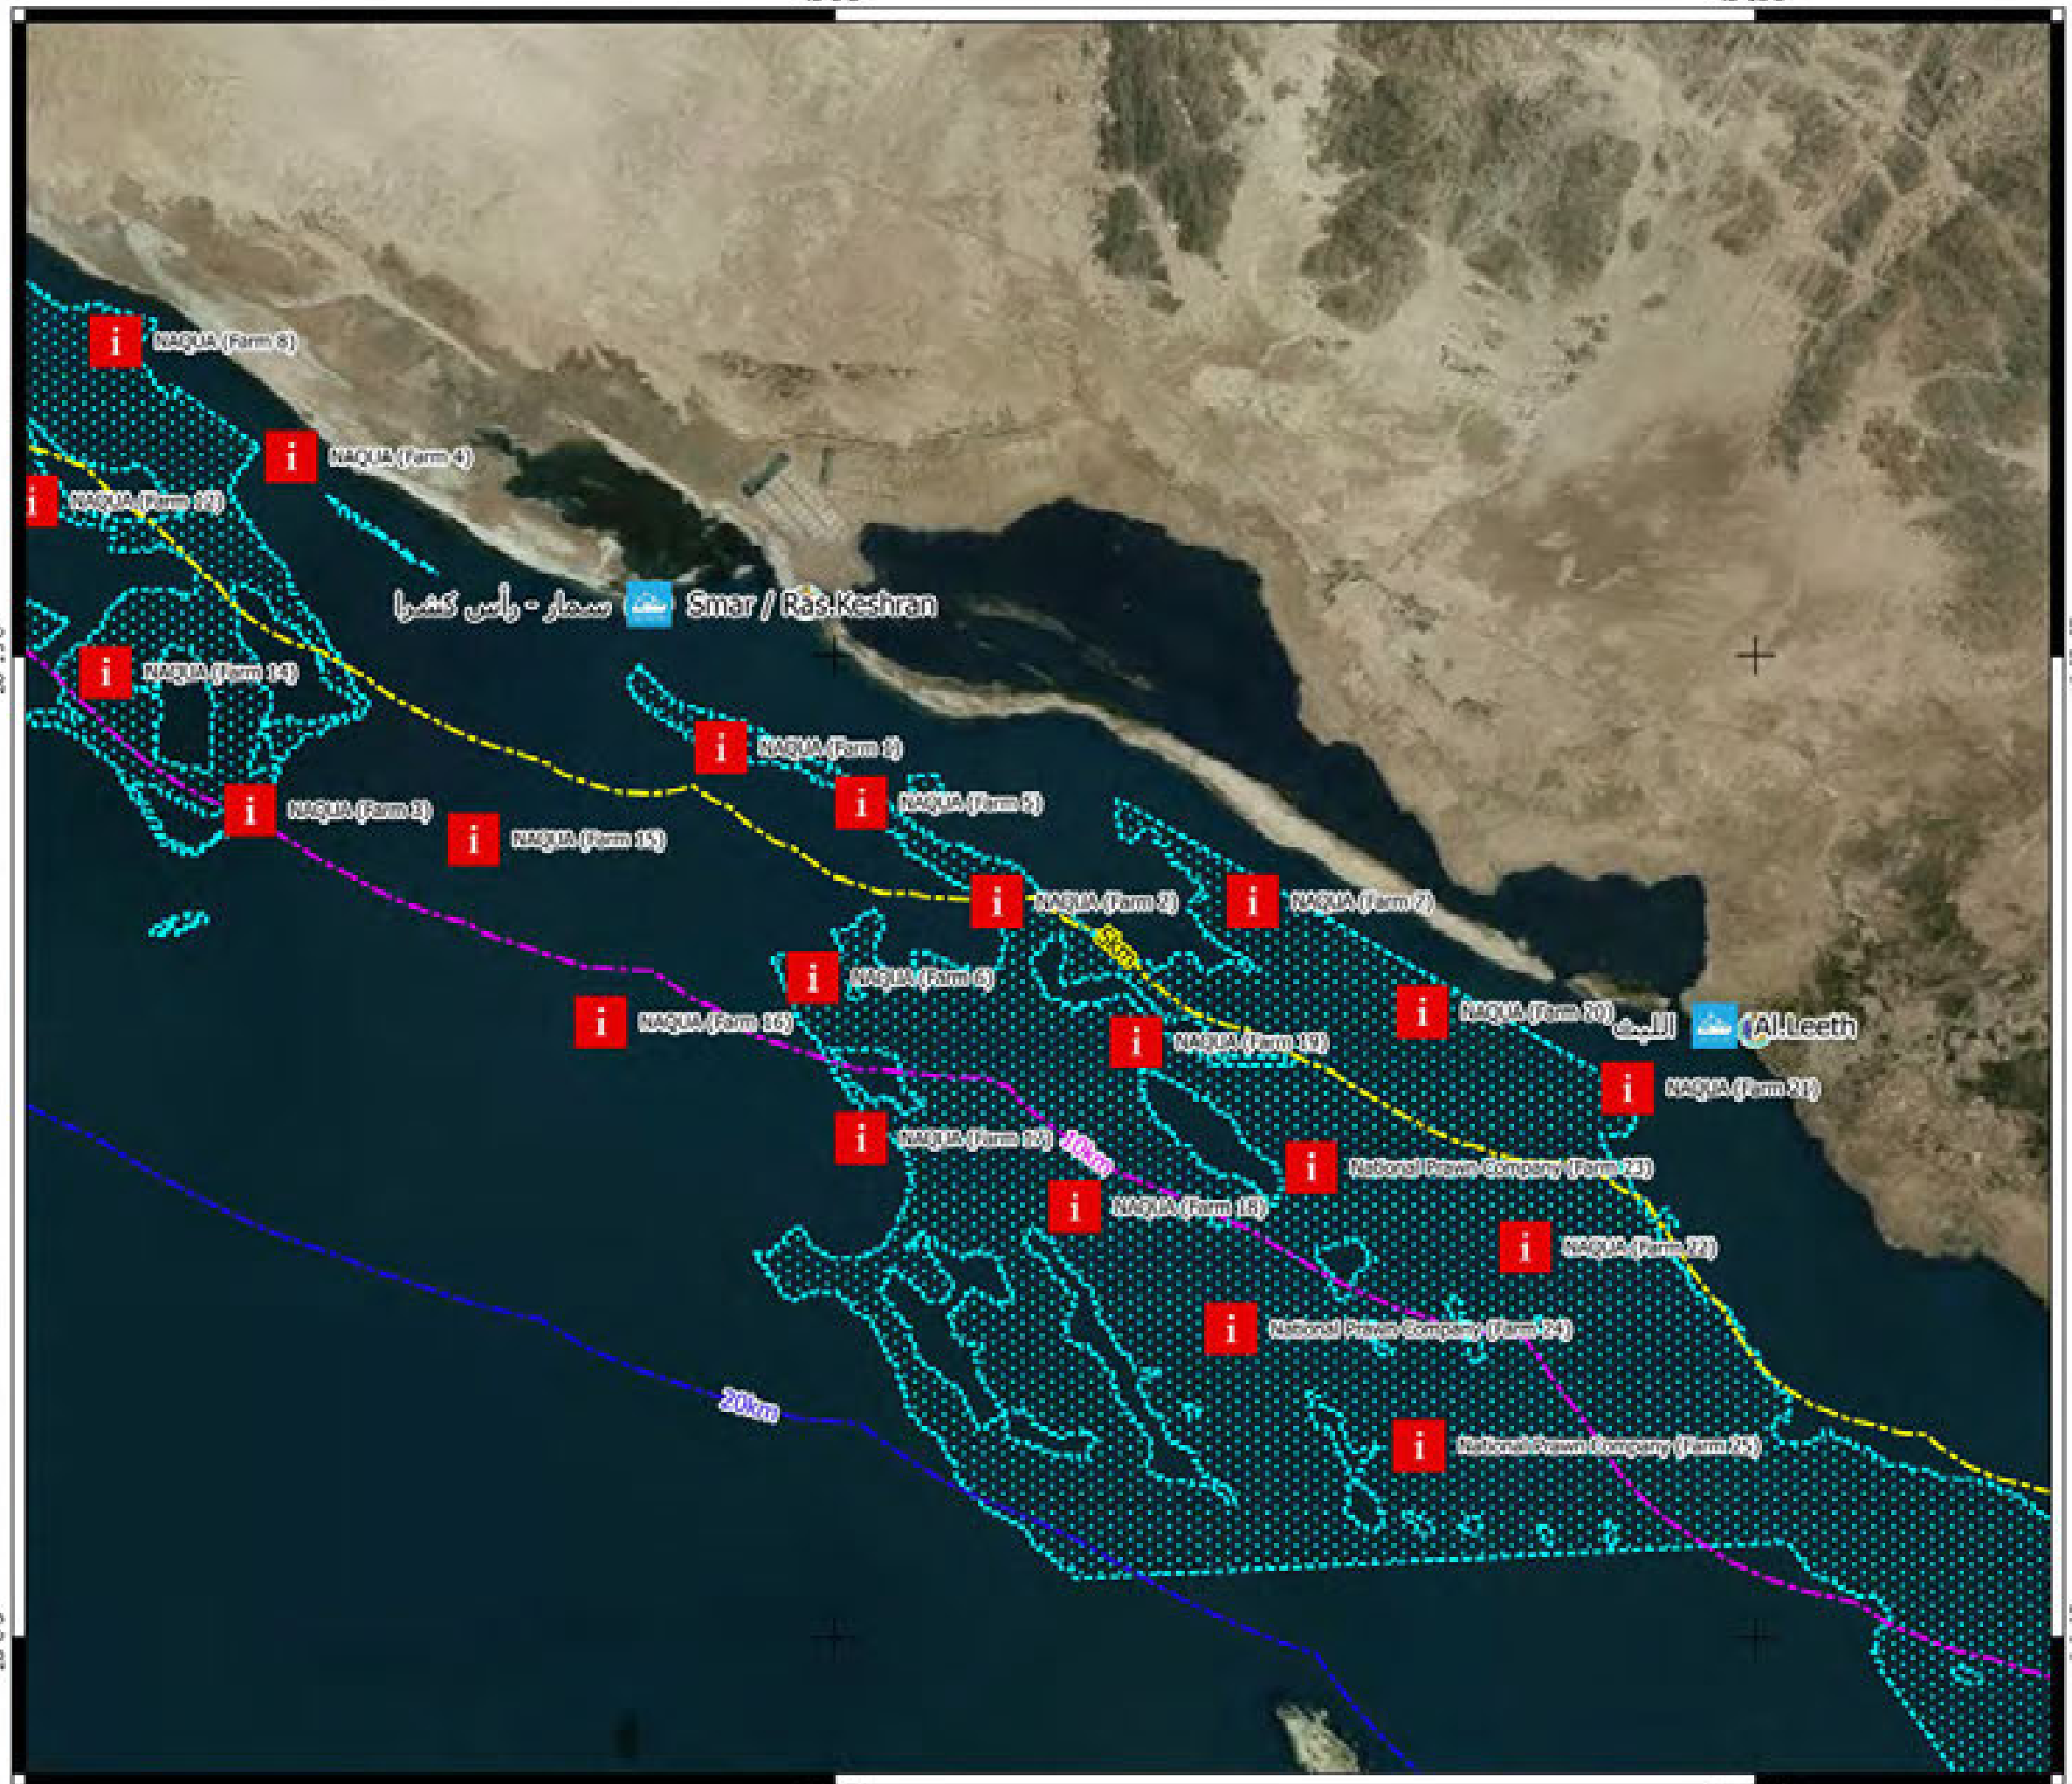 NAQUA (Farm 8)
NAQUA (Farm 4)
NAQUA (Farm 12)
سمار - رأس كشرا
Smar / Ras.Keshran
NAQUA (Farm 14)
NAQUA (Farm 1)
NAQUA (Farm 5)
NAQUA (Farm 3)
NAQUA (Farm 15)
NAQUA (Farm 2)
NAQUA (Farm 7)
5km
NAQUA (Farm 6)
NAQUA (Farm 16)
NAQUA (Farm 20)
الليث
Al.Leeth
NAQUA (Farm 19)
NAQUA (Farm 21)
NAQUA (Farm 17)
10km
National Prawn Company (Farm 23)
NAQUA (Farm 18)
NAQUA (Farm 22)
National Prawn Company (Farm 24)
20km
National Prawn Company (Farm 25)